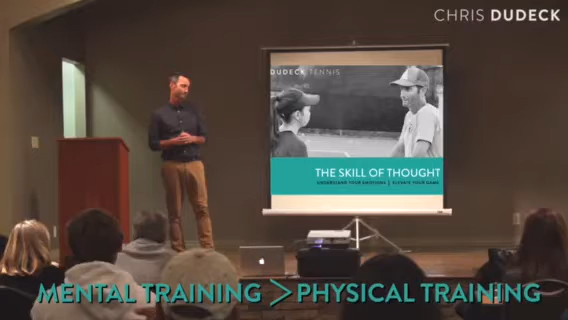 CHRIS DUDECK
DUDECK TENNIS
THE SKILL OF THOUGHT
UNDERSTAND YOUR EMOTIONS | ELEVATE YOUR GAME
MENTAL TRAINING > PHYSICAL TRAINING